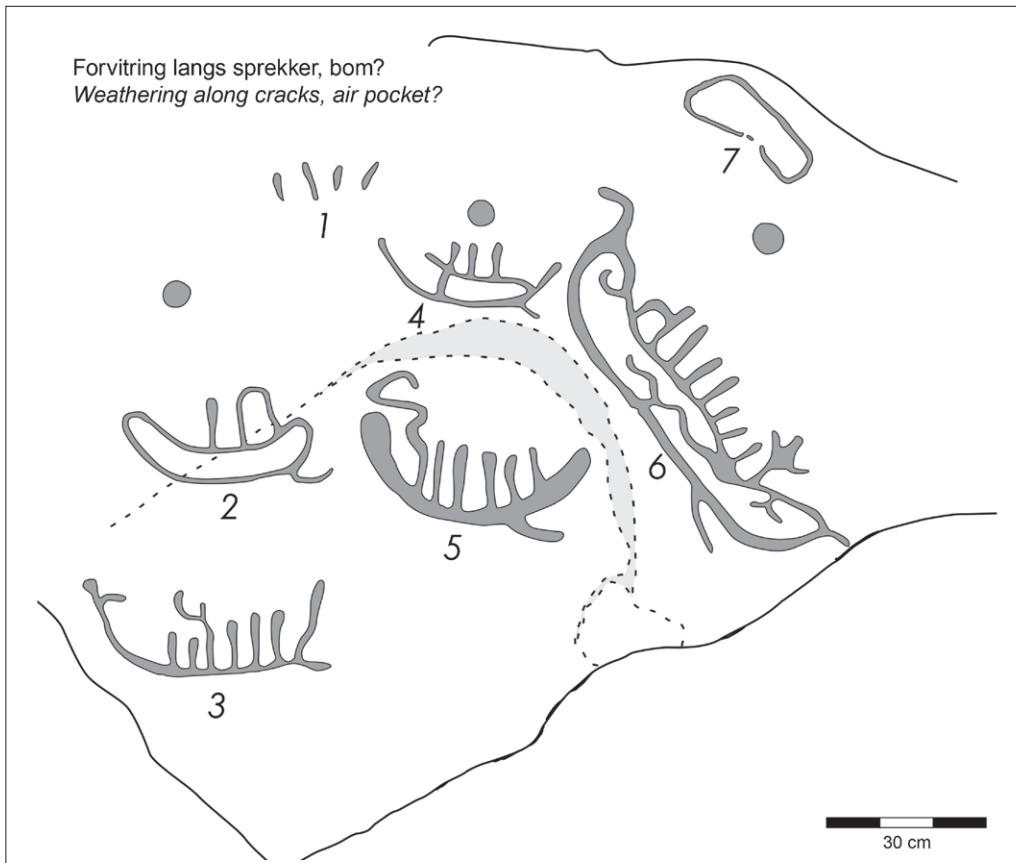 Forvitring langs sprekker, bom?
Weathering along cracks, air pocket?
7
1
4
6
2
5
3
30 cm